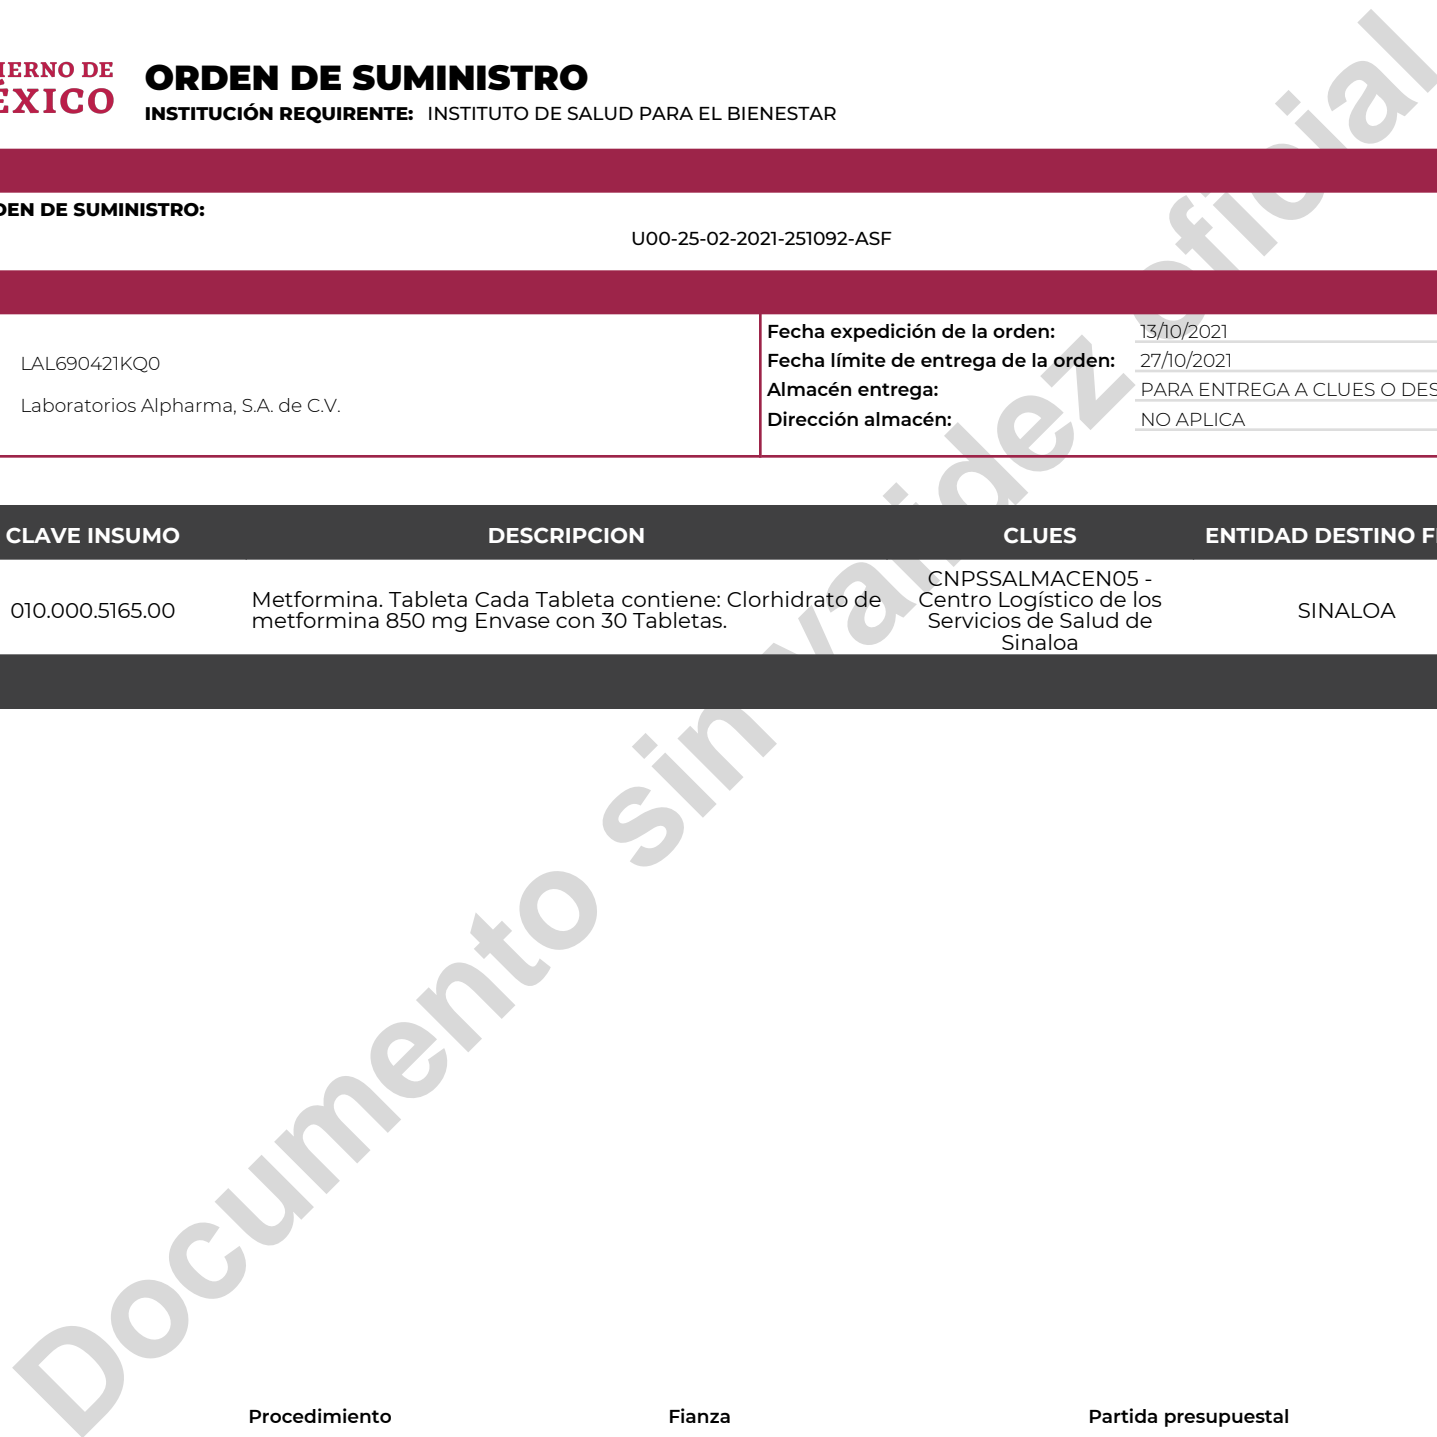 IERNO DE
ÉXICO
ORDEN DE SUMINISTRO
INSTITUCIÓN REQUIRENTE: INSTITUTO DE SALUD PARA EL BIENESTAR
DEN DE SUMINISTRO:
U00-25-02-2021-251092-ASF
LAL690421KQ0
Laboratorios Alpharma, S.A. de C.V.
Fecha expedición de la orden: 13/10/2021
Fecha límite de entrega de la orden: 27/10/2021
Almacén entrega: PARA ENTREGA A CLUES O DES
Dirección almacén: NO APLICA
CLAVE INSUMO DESCRIPCION CLUES ENTIDAD DESTINO FI
010.000.5165.00
Metformina. Tableta Cada Tableta contiene: Clorhidrato de
metformina 850 mg Envase con 30 Tabletas.
CNPSSALMACEN05 -
Centro Logístico de los
Servicios de Salud de
Sinaloa
SINALOA
Documento sin validez oficial
Procedimiento Fianza Partida presupuestal